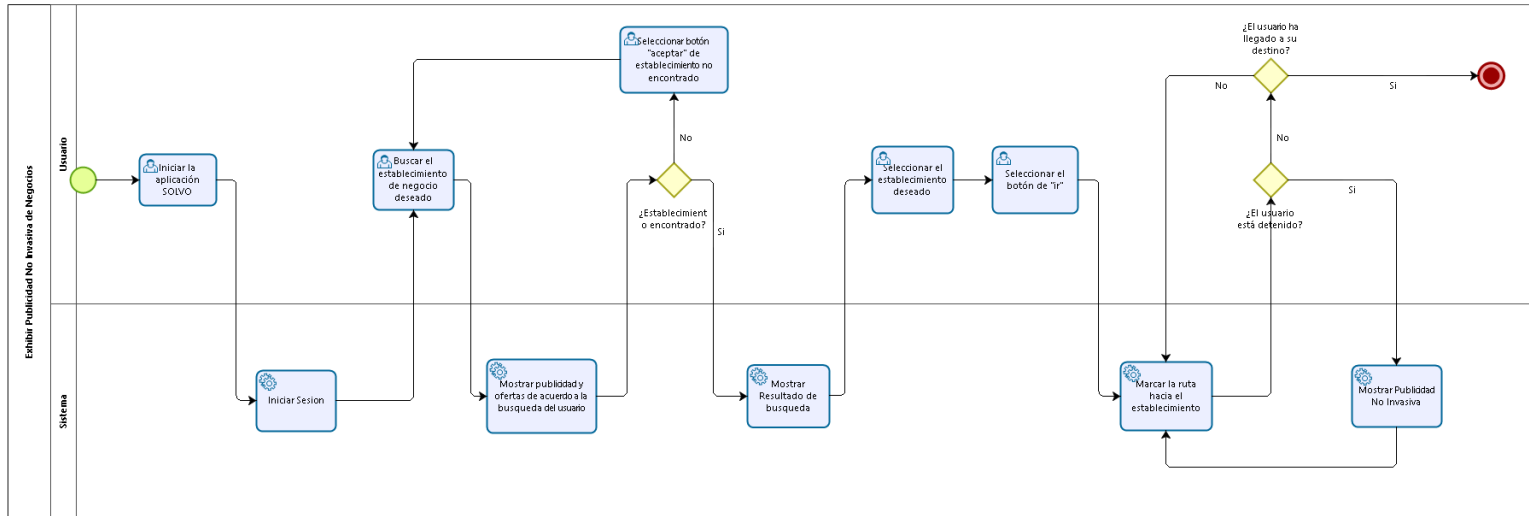 Exhibir Publicidad No Invasiva de Negocios
Usuario
Sistema
Iniciar la
aplicación
SOLVO
Iniciar Sesion
Buscar el
establecimiento
de negocio
deseado
Mostrar publicidad y
ofertas de acuerdo a la
busqueda del usuario
Seleccionar botón
"aceptar" de
establecimiento no
encontrado
No
¿Establecimient
o encontrado?
Si
Mostrar
Resultado de
busqueda
Seleccionar el
establecimiento
deseado
Seleccionar el
botón de "ir"
Marcar la ruta
hacia el
establecimiento
¿El usuario ha
llegado a su
destino?
No
Si
No
Si
¿El usuario
está detenido?
Mostrar Publicidad
No Invasiva